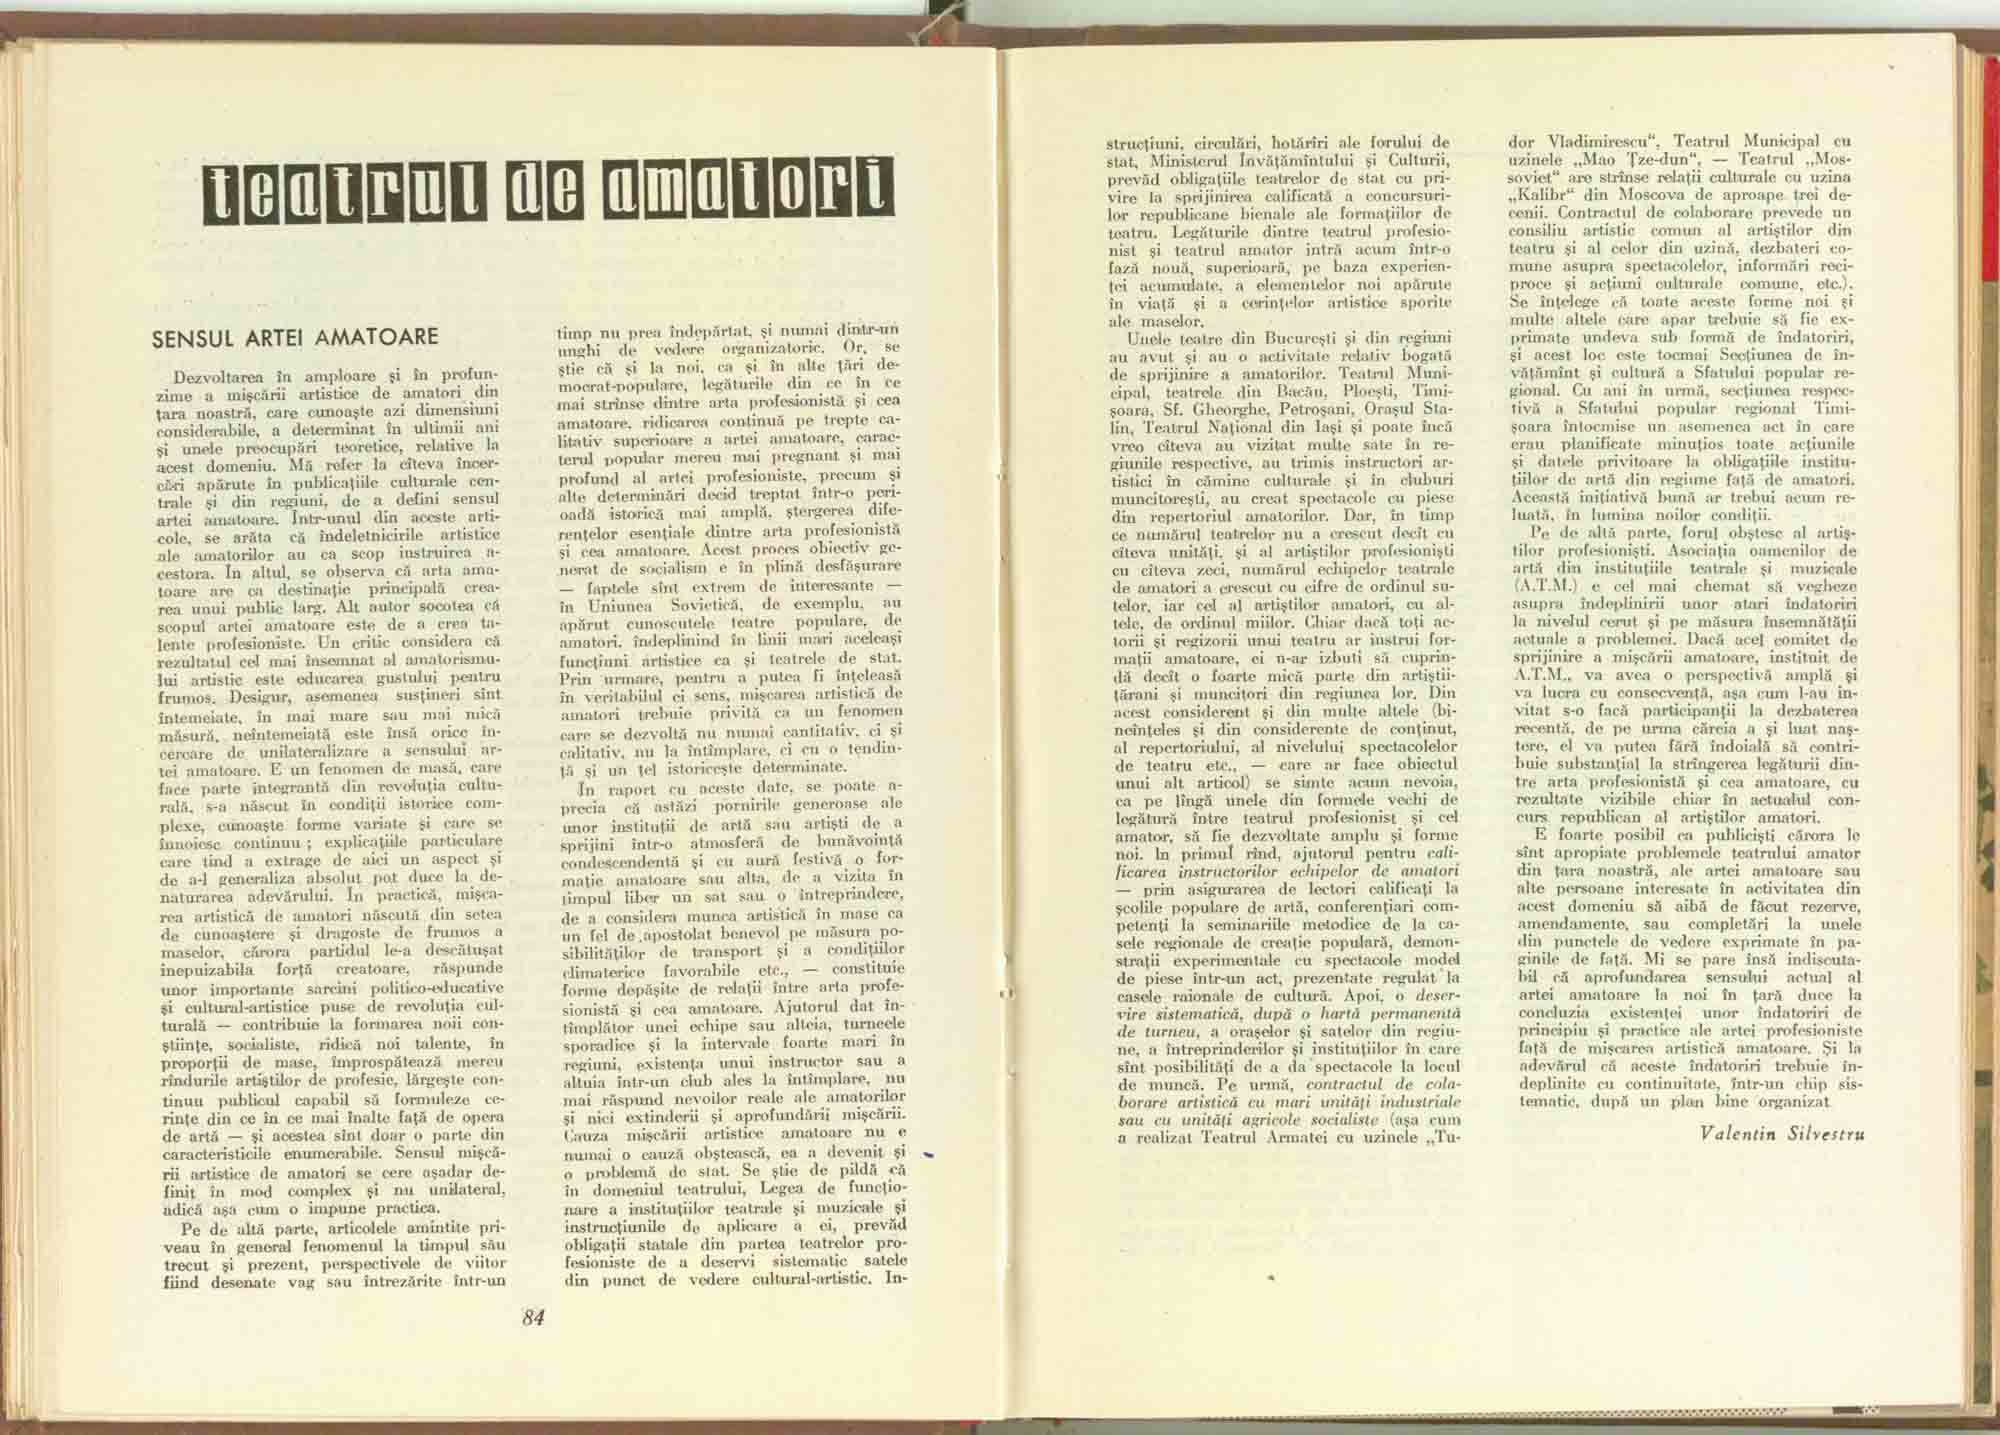 teatrul de amatori
SENSUL ARTEI AMATOARE
Dezvoltarea în amploare și în profun-
zime a mișcării artistice de amatori din
țara noastră, care cunoaște azi dimensiuni
considerabile, a determinat în ultimii ani
și unele preocupări teoretice, relative la
acest domeniu. Mă refer la cîteva încer-
cări apărute în publicațiile culturale cen-
trale și din regiuni, de a defini sensul
artei amatoare. Într-unul din aceste arti-
cole, se arăta că îndeletnicirile artistice
ale amatorilor au ca scop instruirea a-
cestora. În altul, se observa că arta ama-
toare are ca destinație principală crea-
rea unui public larg. Alt autor socotea că
scopul artei amatoare este de a crea ta-
lente profesioniste. Un critic considera că
rezultatul cel mai însemnat al amatorismu-
lui artistic este educarea gustului pentru
frumos. Desigur, asemenea susțineri sînt
întemeiate, în mai mare sau mai mică
măsură, neîntemeiată este însă orice în-
cercare de unilateralizare a sensului ar-
tei amatoare. E un fenomen de masă, care
face parte integrantă din revoluția cultu-
rală, s-a născut în condiții istorice com-
plexe, cunoaște forme variate și care se
înnoiesc continuu ; explicațiile particulare
care tind a extrage de aici un aspect și
de a-l generaliza absolut pot duce la de-
naturarea adevărului. În practică, mișca-
rea artistică de amatori născută din setea
de cunoaștere și dragoste de frumos a
maselor, cărora partidul le-a descătușat
inepuizabila forță creatoare, răspunde
unor importante sarcini politico-educative
și cultural-artistice puse de revoluția cul-
turală — contribuie la formarea noii con-
științe, socialiste, ridică noi talente, în
proporții de mase, împrospătează mereu
rîndurile artiștilor de profesie, lărgește con-
tinuu publicul capabil să formuleze ce-
rințe din ce în ce mai înalte față de opera
de artă — și acestea sînt doar o parte din
caracteristicile enumerabile. Sensul mișcă-
rii artistice de amatori se cere așadar de-
finit în mod complex și nu unilateral,
adică așa cum o impune practica.
Pe de altă parte, articolele amintite pri-
veau în general fenomenul la timpul său
trecut și prezent, perspectivele de viitor
fiind desenate vag sau întrezărite într-un
timp nu prea îndepărtat, și numai dintr-un
unghi de vedere organizatoric. Or, se
știe că și la noi, ca și în alte țări de-
mocrat-populare, legăturile din ce în ce
mai strînse dintre arta profesionistă și cea
amatoare, ridicarea continuă pe trepte ca-
litativ superioare a artei amatoare, carac-
terul popular mereu mai pregnant și mai
profund al artei profesioniste, precum și
alte determinări decid treptat într-o peri-
oadă istorică mai amplă, ștergerea dife-
rențelor esențiale dintre arta profesionistă
și cea amatoare. Acest proces obiectiv ge-
nerat de socialism e în plină desfășurare
— faptele sînt extrem de interesante —
în Uniunea Sovietică, de exemplu, au
apărut cunoscutele teatre populare, de
amatori, îndeplinind în linii mari aceleași
funcțiuni artistice ca și teatrele de stat.
Prin urmare, pentru a putea fi înțeleasă
în veritabilul ei sens, mișcarea artistică de
amatori trebuie privită ca un fenomen
care se dezvoltă nu numai cantitativ, ci și
calitativ, nu la întîmplare, ci cu o tendin-
ță și un țel istoricește determinate.
În raport cu aceste date, se poate a-
precia că astăzi pornirile generoase ale
unor instituții de artă sau artiști de a
sprijini într-o atmosferă de bunăvoință
condescendentă și cu aură festivă o for-
mație amatoare sau alta, de a vizita în
timpul liber un sat sau o întreprindere,
de a considera munca artistică în mase ca
un fel de apostolat benevol pe măsura po-
sibilităților de transport și a condițiilor
climaterice favorabile etc., — constituie
forme depășite de relații între arta profe-
sionistă și cea amatoare. Ajutorul dat în-
tîmplător unei echipe sau alteia, turneele
sporadice și la intervale foarte mari în
regiuni, existența unui instructor sau a
altuia într-un club ales la întîmplare, nu
mai răspund nevoilor reale ale amatorilor
și nici extinderii și aprofundării mișcării.
Cauza mișcării artistice amatoare nu e
numai o cauză obștească, ea a devenit și
o problemă de stat. Se știe de pildă că
în domeniul teatrului, Legea de funcțio-
nare a instituțiilor teatrale și muzicale și
instrucțiunile de aplicare a ei, prevăd
obligații statale din partea teatrelor pro-
fesioniste de a deservi sistematic satele
din punct de vedere cultural-artistic. In-
84
strucțiuni, circulări, hotărîri ale forului de
stat, Ministerul Învățămîntului și Culturii,
prevăd obligațiile teatrelor de stat cu pri-
vire la sprijinirea calificată a concursuri-
lor republicane bienale ale formațiilor de
teatru. Legăturile dintre teatrul profesio-
nist și teatrul amator intră acum într-o
fază nouă, superioară, pe baza experien-
ței acumulate, a elementelor noi apărute
în viață și a cerințelor artistice sporite
ale maselor.
Unele teatre din București și din regiuni
au avut și au o activitate relativ bogată
de sprijinire a amatorilor. Teatrul Muni-
cipal, teatrele din Bacău, Ploești, Timi-
șoara, Sf. Gheorghe, Petroșani, Orașul Sta-
lin, Teatrul Național din Iași și poate încă
vreo cîteva au vizitat multe sate în re-
giunile respective, au trimis instructori ar-
tistici în cămine culturale și în cluburi
muncitorești, au creat spectacole cu piese
din repertoriul amatorilor. Dar, în timp
ce numărul teatrelor nu a crescut decît cu
cîteva unități, și al artiștilor profesioniști
cu cîteva zeci, numărul echipelor teatrale
de amatori a crescut cu cifre de ordinul su-
telor, iar cel al artiștilor amatori, cu al-
tele, de ordinul miilor. Chiar dacă toți ac-
torii și regizorii unui teatru ar instrui for-
mații amatoare, ei n-ar izbuti să cuprin-
dă decît o foarte mică parte din artiștii-
țărani și muncitori din regiunea lor. Din
acest considerent și din multe altele (bi-
neînțeles și din considerente de conținut,
al repertoriului, al nivelului spectacolelor
de teatru etc., — care ar face obiectul
unui alt articol) se simte acum nevoia,
ca pe lîngă unele din formele vechi de
legătură între teatrul profesionist și cel
amator, să fie dezvoltate amplu și forme
noi. În primul rînd, ajutorul pentru cali-
ficarea instructorilor echipelor de amatori
— prin asigurarea de lectori calificați la
școlile populare de artă, conferențiari com-
petenți la seminariile metodice de la ca-
sele regionale de creație populară, demon-
strații experimentale cu spectacole model
de piese într-un act, prezentate regulat la
casele raionale de cultură. Apoi, o deser-
vire sistematică, după o hartă permanentă
de turneu, a orașelor și satelor din regiu-
ne, a întreprinderilor și instituțiilor în care
sînt posibilități de a da spectacole la locul
de muncă. Pe urmă, contractul de cola-
borare artistică cu mari unități industriale
sau cu unități agricole socialiste (așa cum
a realizat Teatrul Armatei cu uzinele „Tu-
dor Vladimirescu“, Teatrul Municipal cu
uzinele „Mao Țze-dun“, — Teatrul „Mos-
soviet“ are strînse relații culturale cu uzina
„Kalibr“ din Moscova de aproape trei de-
cenii. Contractul de colaborare prevede un
consiliu artistic comun al artiștilor din
teatru și al celor din uzină, dezbateri co-
mune asupra spectacolelor, informări reci-
proce și acțiuni culturale comune, etc.).
Se înțelege că toate aceste forme noi și
multe altele care apar trebuie să fie ex-
primate undeva sub formă de îndatoriri,
și acest loc este tocmai Secțiunea de în-
vățămînt și cultură a Sfatului popular re-
gional. Cu ani în urmă, secțiunea respec-
tivă a Sfatului popular regional Timi-
șoara întocmise un asemenea act în care
erau planificate minuțios toate acțiunile
și datele privitoare la obligațiile institu-
țiilor de artă din regiune față de amatori.
Această inițiativă bună ar trebui acum re-
luată, în lumina noilor condiții.
Pe de altă parte, forul obștesc al artiș-
tilor profesioniști. Asociația oamenilor de
artă din instituțiile teatrale și muzicale
(A.T.M.) e cel mai chemat să vegheze
asupra îndeplinirii unor atari îndatoriri
la nivelul cerut și pe măsura însemnătății
actuale a problemei. Dacă acel comitet de
sprijinire a mișcării amatoare, instituit de
A.T.M., va avea o perspectivă amplă și
va lucra cu consecvență, așa cum l-au in-
vitat s-o facă participanții la dezbaterea
recentă, de pe urma căreia a și luat naș-
tere, el va putea fără îndoială să contri-
buie substanțial la strîngerea legăturii din-
tre arta profesionistă și cea amatoare, cu
rezultate vizibile chiar în actualul con-
curs republican al artiștilor amatori.
E foarte posibil ca publiciști cărora le
sînt apropiate problemele teatrului amator
din țara noastră, ale artei amatoare sau
alte persoane interesate în activitatea din
acest domeniu să aibă de făcut rezerve,
amendamente, sau completări la unele
din punctele de vedere exprimate în pa-
ginile de față. Mi se pare însă indiscuta-
bil că aprofundarea sensului actual al
artei amatoare la noi în țară duce la
concluzia existenței unor îndatoriri de
principiu și practice ale artei profesioniste
față de mișcarea artistică amatoare. Și la
adevărul că aceste îndatoriri trebuie în-
deplinite cu continuitate, într-un chip sis-
tematic, după un plan bine organizat
Valentin Silvestru